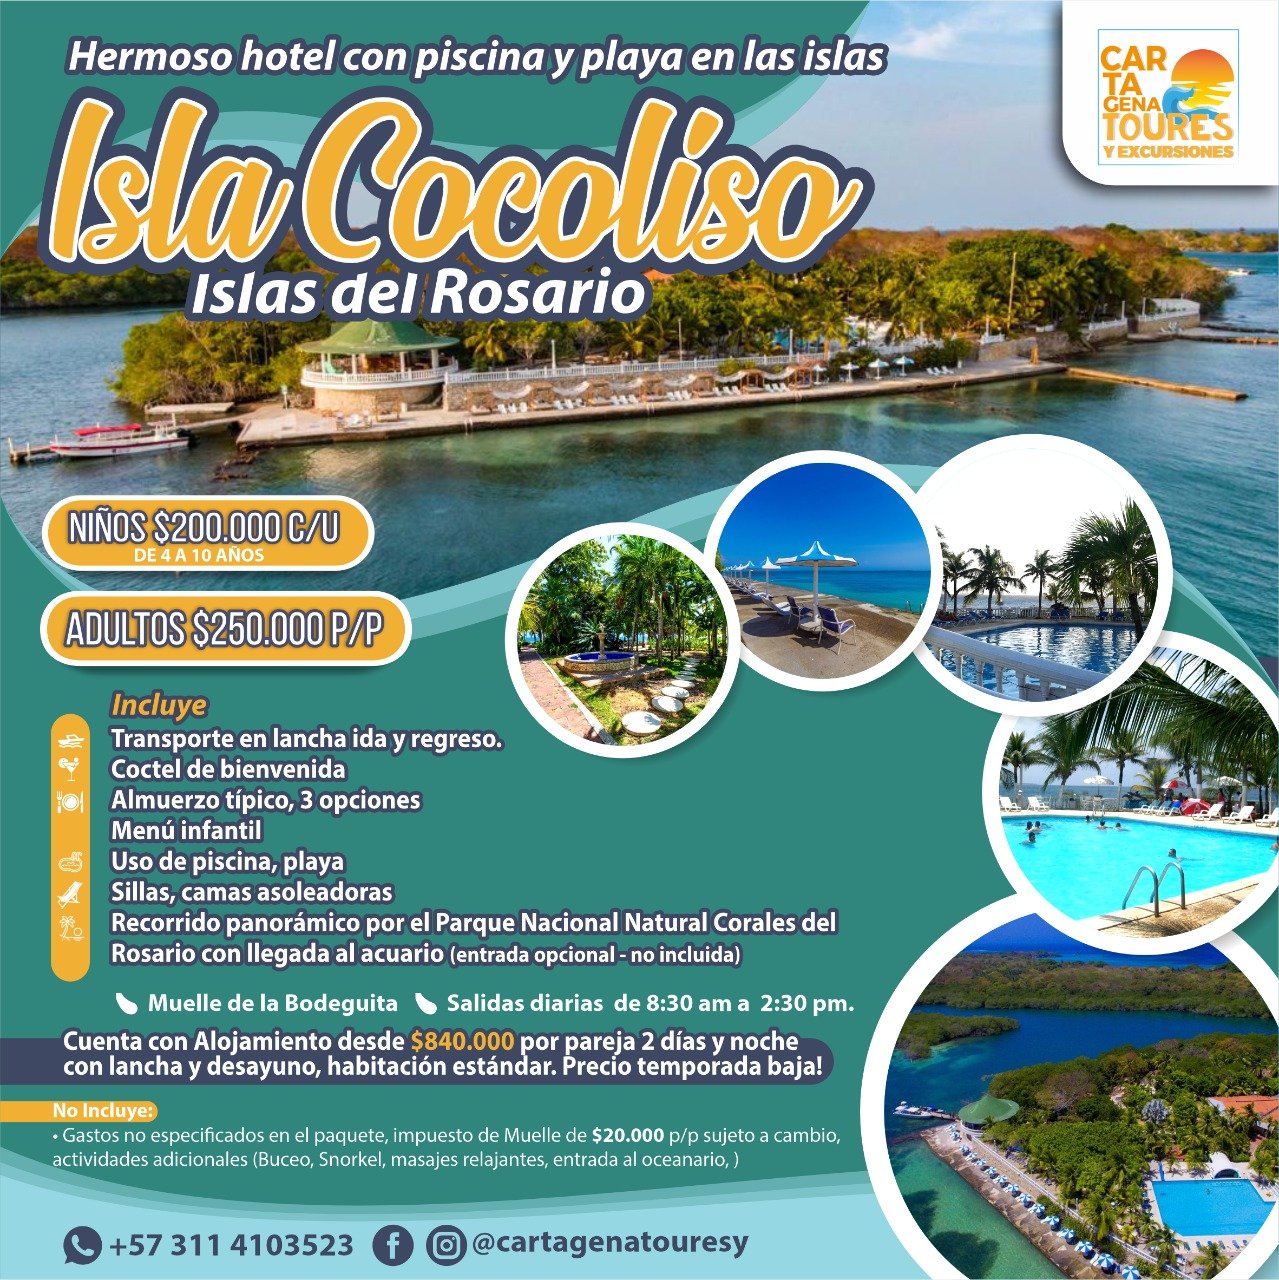 Hermoso hotel con piscina y playa en las islas
CAR
TA
GENA
TOURES
Y EXCURSIONES
Isla Cocoliso
Islas del Rosario
NIÑOS $200.000 C/U
DE 4 A 10 AÑOS
ADULTOS $250.000 P/P
Incluye
Transporte en lancha ida y regreso.
Coctel de bienvenida
Almuerzo típico, 3 opciones
Menú infantil
Uso de piscina, playa
Sillas, camas asoleadoras
Recorrido panorámico por el Parque Nacional Natural Corales del
Rosario con llegada al acuario (entrada opcional - no incluida)
Muelle de la Bodeguita Salidas diarias de 8:30 am a 2:30 pm.
Cuenta con Alojamiento desde $840.000 por pareja 2 días y noche
con lancha y desayuno, habitación estándar. Precio temporada baja!
No Incluye:
• Gastos no especificados en el paquete, impuesto de Muelle de $20.000 p/p sujeto a cambio,
actividades adicionales (Buceo, Snorkel, masajes relajantes, entrada al oceanario, )
+57 311 4103523 @cartagenatouresy